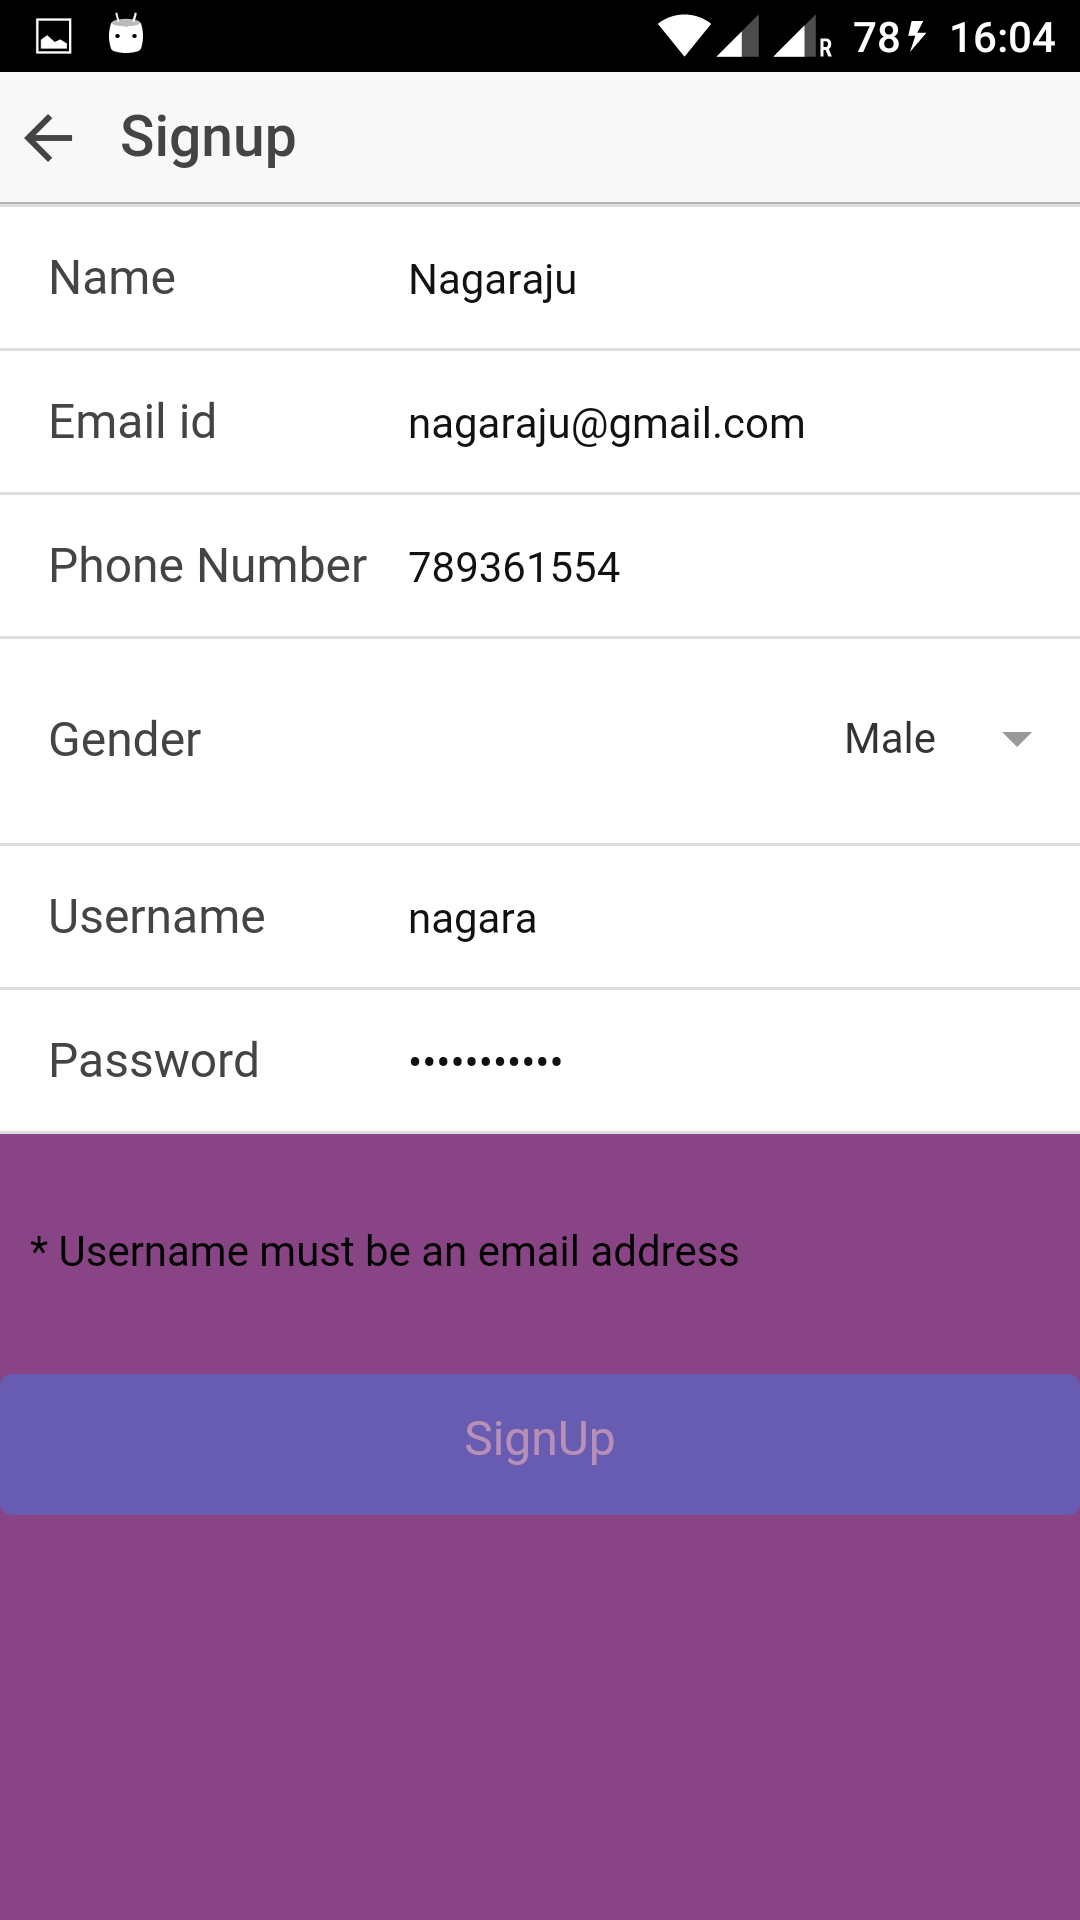 R 78 16:04
Signup
Name Nagaraju
Email id nagaraju@gmail.com
Phone Number 789361554
Gender Male
Username nagara
Password •••••••••••
* Username must be an email address
SignUp